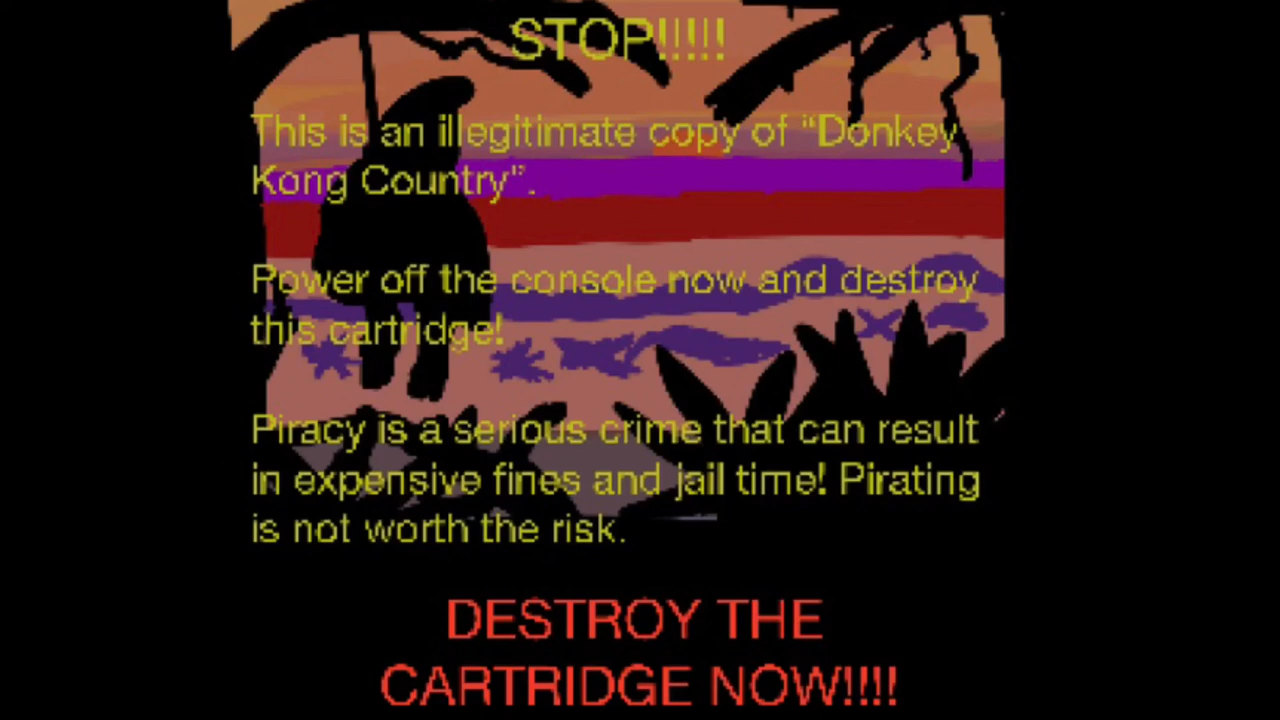 STOP!!!!!
This is an illegitimate copy of “Donkey
Kong Country”.
Power off the console now and destroy
this cartridge!
Piracy is a serious crime that can result
in expensive fines and jail time! Pirating
is not worth the risk.
DESTROY THE
CARTRIDGE NOW!!!!